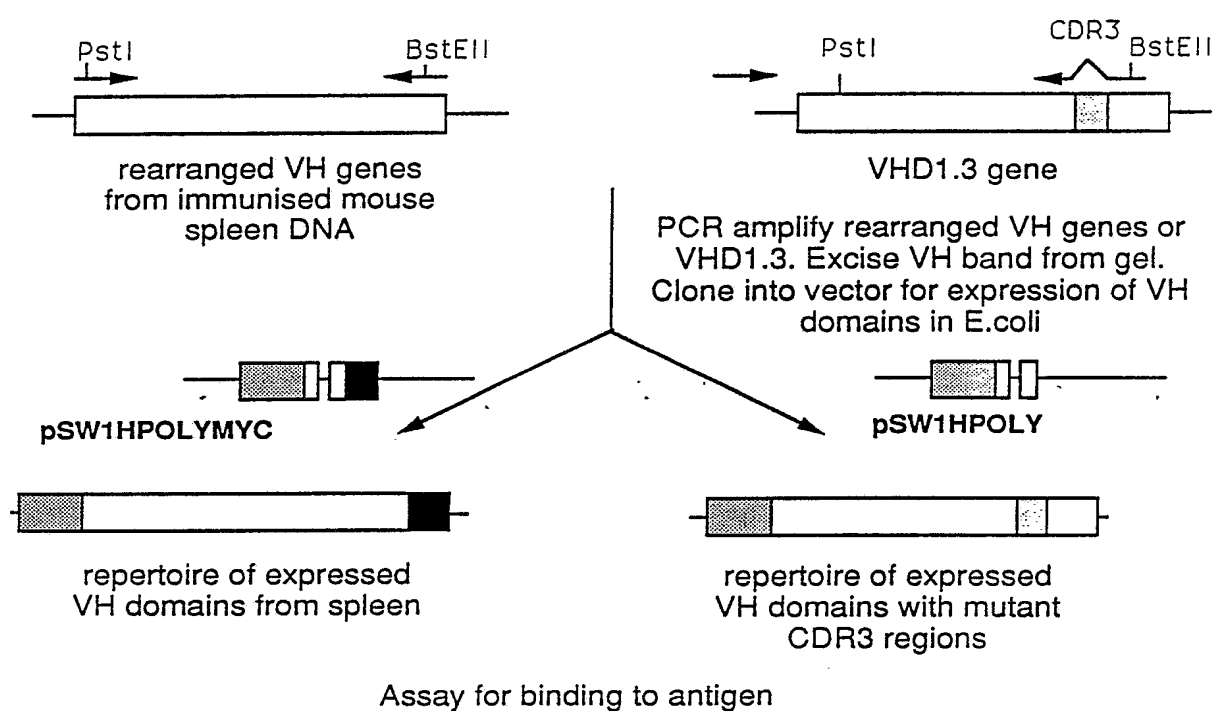 PstI
BstEII
rearranged VH genes
from immunised mouse
spleen DNA
PstI
CDR3
BstEII
VHD1.3 gene
PCR amplify rearranged VH genes or
VHD1.3. Excise VH band from gel.
Clone into vector for expression of VH
domains in E.coli
pSW1HPOLYMYC
pSW1HPOLY
repertoire of expressed
VH domains from spleen
repertoire of expressed
VH domains with mutant
CDR3 regions
Assay for binding to antigen